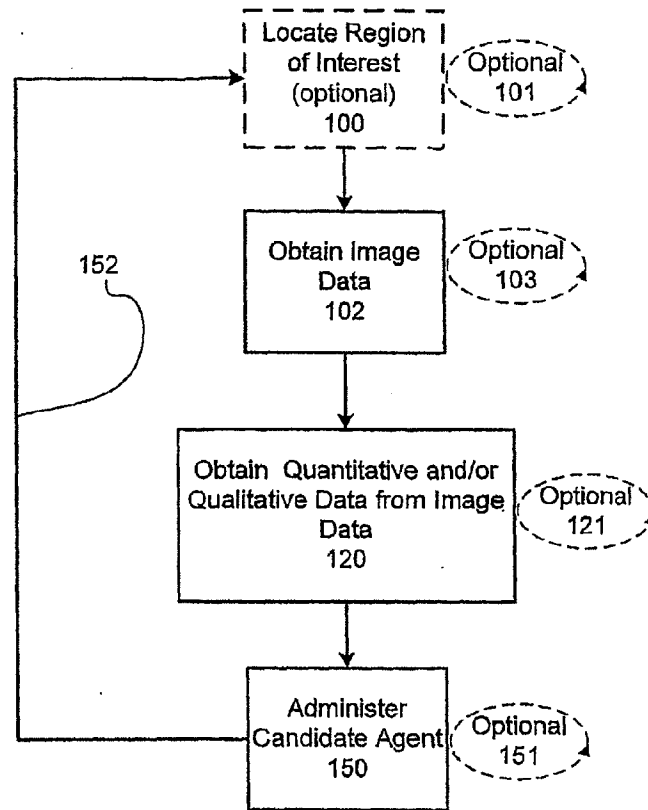 Locate Region
of Interest
(optional)
100
Optional
101
152
Obtain Image
Data
102
Optional
103
Obtain Quantitative and/or
Qualitative Data from Image
Data
120
Optional
121
Administer
Candidate Agent
150
Optional
151